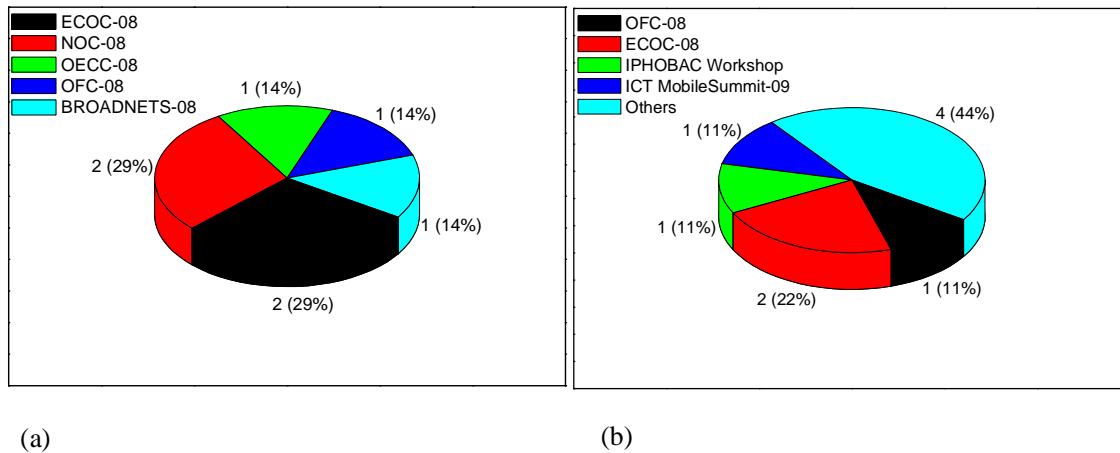 ECOC-08
NOC-08
OECC-08
OFC-08
BROADNETS-08
1 (14%)
1 (14%)
2 (29%)
1 (14%)
2 (29%)
OFC-08
ECOC-08
IPHOBAC Workshop
ICT MobileSummit-09
Others
4 (44%)
1 (11%)
1 (11%)
1 (11%)
2 (22%)
(a)
(b)